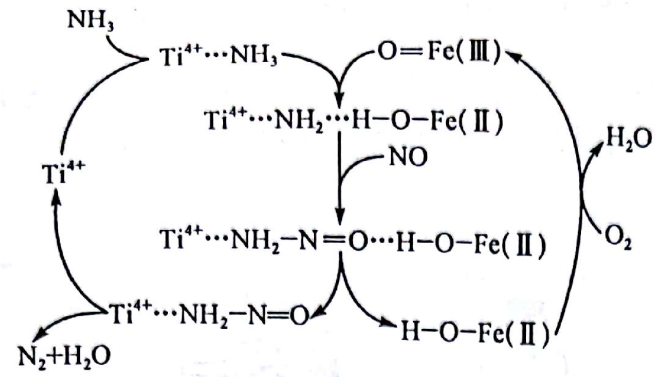 NH₃
Ti⁴⁺···NH₃
O=Fe(Ⅲ)
Ti⁴⁺···NH₂···H-O-Fe(Ⅱ)
H₂O
NO
Ti⁴⁺
Ti⁴⁺···NH₂-N=O···H-O-Fe(Ⅱ)
O₂
Ti⁴⁺···NH₂-N=O
H-O-Fe(Ⅱ)
N₂+H₂O